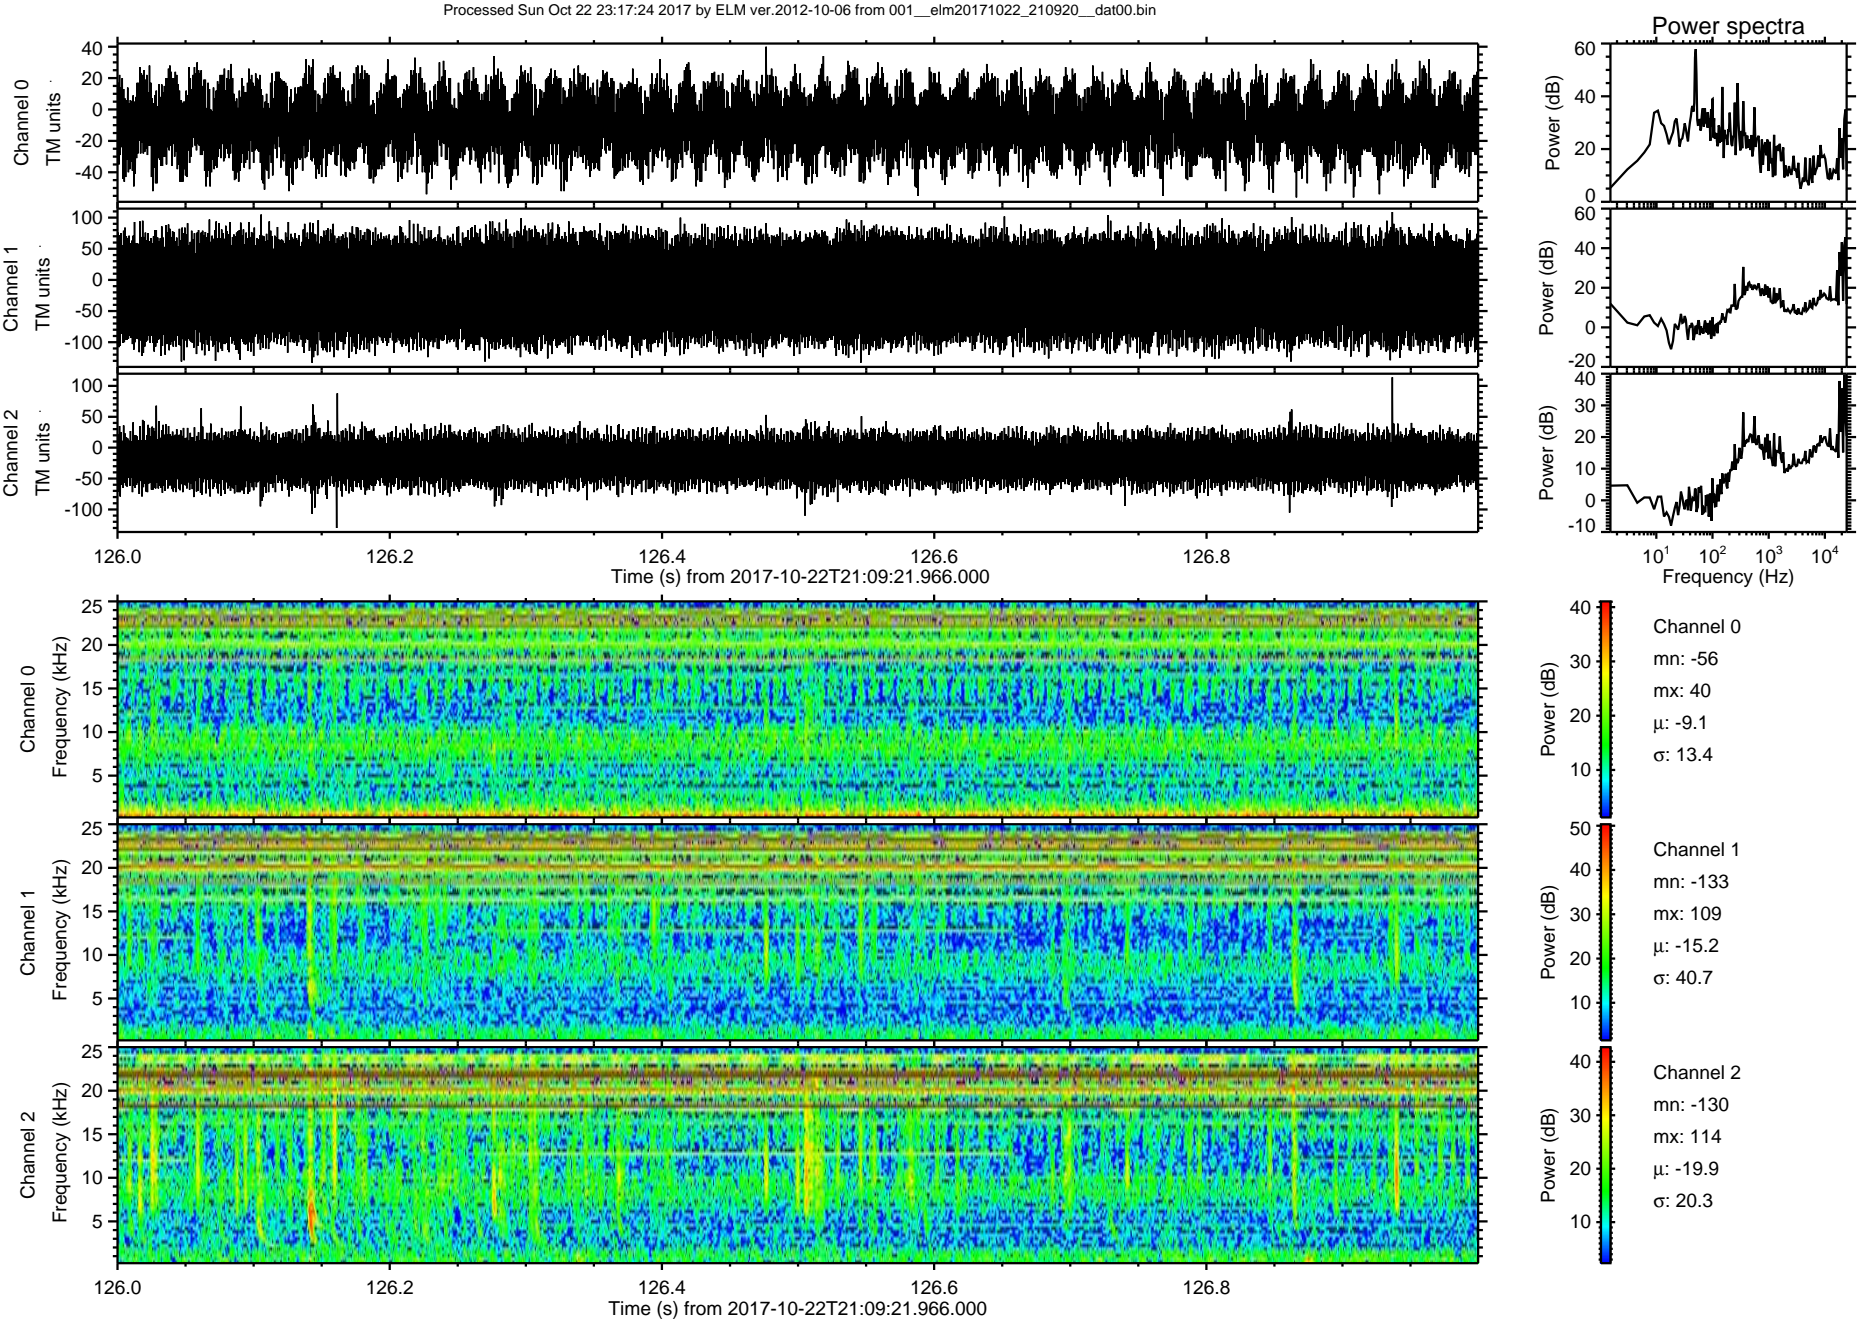 Processed Sun Oct 22 23:17:24 2017 by ELM ver.2012-10-06 from 001__elm20171022_210920__dat00.bin
Power spectra
Channel 0
TM units
40
20
0
-20
-40
Power (dB)
60
40
20
0
Channel 1
TM units
100
50
0
-50
-100
Power (dB)
60
40
20
0
-20
Channel 2
TM units
100
50
0
-50
-100
Power (dB)
40
30
20
10
0
-10
126.0 126.2 126.4 126.6 126.8
Time (s) from 2017-10-22T21:09:21.966.000
10^1 10^2 10^3 10^4
Frequency (Hz)
Channel 0
Frequency (kHz)
25
20
15
10
5
Power (dB)
40
30
20
10
Channel 0
mn: -56
mx: 40
μ: -9.1
σ: 13.4
Channel 1
Frequency (kHz)
25
20
15
10
5
Power (dB)
50
40
30
20
10
Channel 1
mn: -133
mx: 109
μ: -15.2
σ: 40.7
Channel 2
Frequency (kHz)
25
20
15
10
5
Power (dB)
40
30
20
10
Channel 2
mn: -130
mx: 114
μ: -19.9
σ: 20.3
126.0 126.2 126.4 126.6 126.8
Time (s) from 2017-10-22T21:09:21.966.000